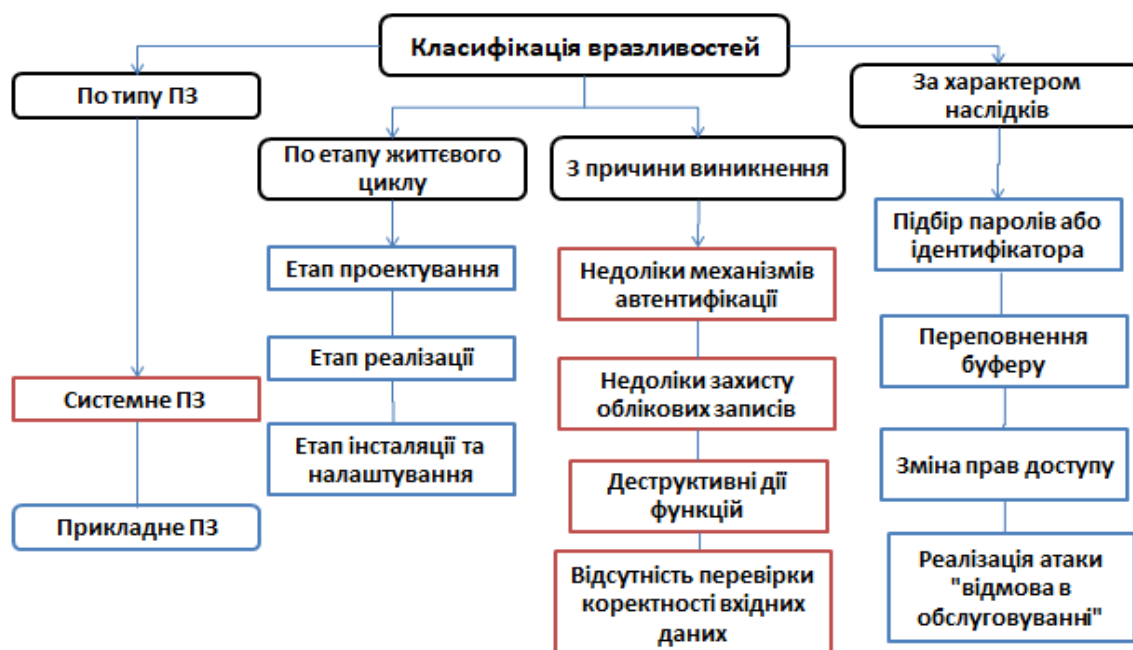 Класифікація вразливостей
По типу ПЗ
Системне ПЗ
Прикладне ПЗ
По етапу життєвого
циклу
Етап проектування
Етап реалізації
Етап інсталяції та
налаштування
З причини виникнення
Недоліки механізмів
автентифікації
Недоліки захисту
облікових записів
Деструктивні дії
функцій
Відсутність перевірки
коректності вхідних
даних
За характером
наслідків
Підбір паролів або
ідентифікатора
Переповнення
буферу
Зміна прав доступу
Реалізація атаки
"відмова в
обслуговуванні"